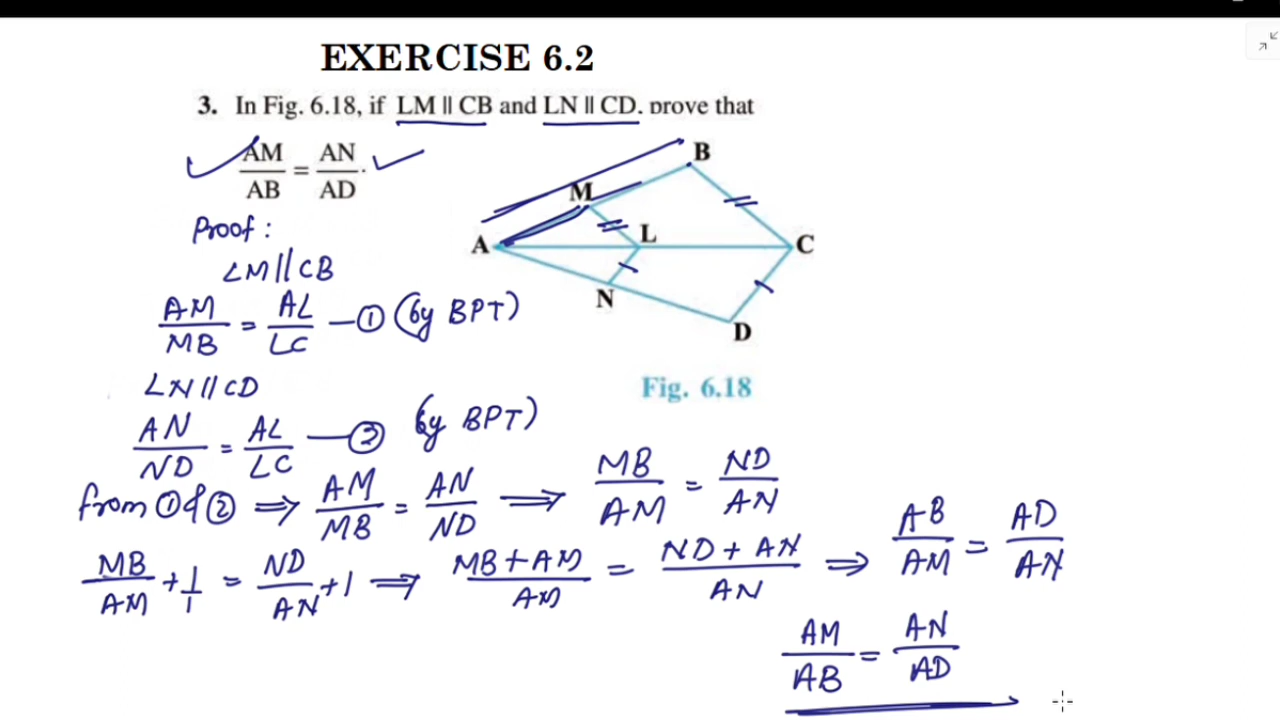 EXERCISE 6.2
3. In Fig. 6.18, if LM || CB and LN || CD, prove that
AM/AB = AN/AD.
B
M
A
L
C
N
D
Fig. 6.18
Proof :
LM || CB
AM/MB = AL/LC — ① (by BPT)
LN || CD
AN/ND = AL/LC — ② (by BPT)
from ① & ② ⇒ AM/MB = AN/ND ⇒ MB/AM = ND/AN
MB/AM + 1/1 = ND/AN + 1 ⇒ MB + AM/AM = ND + AN/AN ⇒ AB/AM = AD/AN
AM/AB = AN/AD